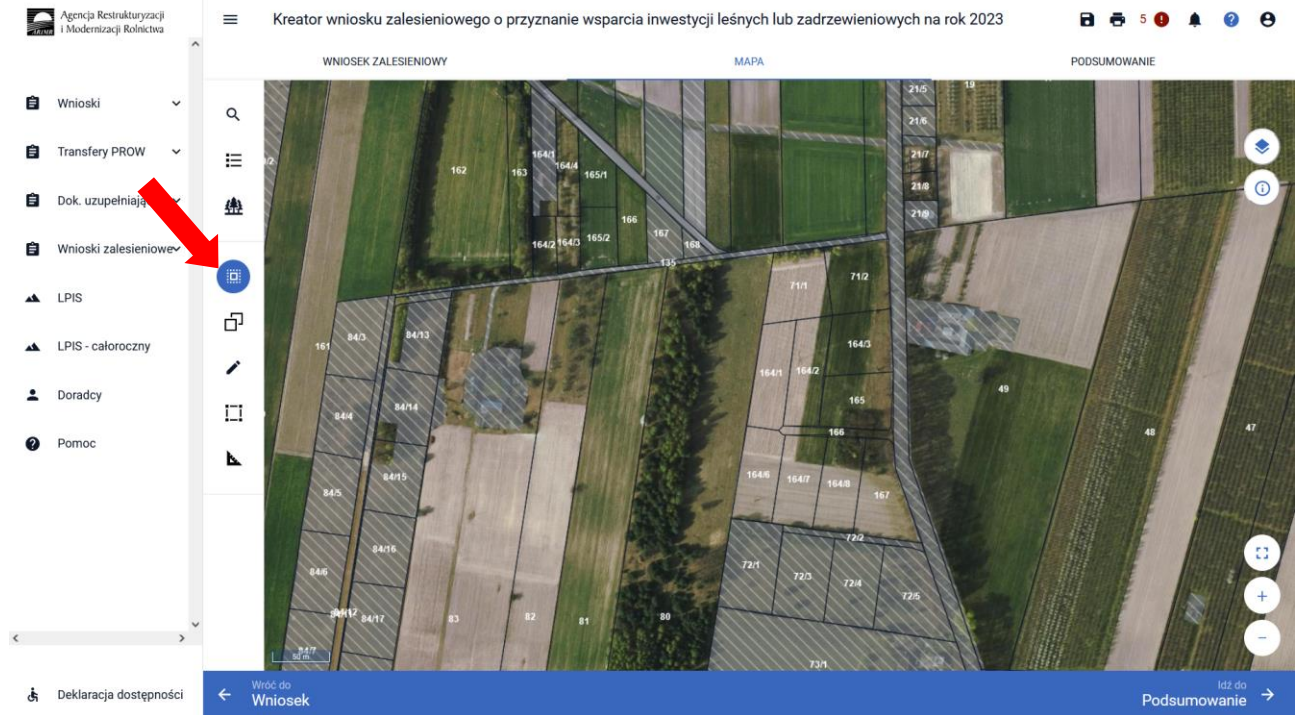 Agencja Restrukturyzacji
i Modernizacji Rolnictwa
ARiMR
Kreator wniosku zalesieniowego o przyznanie wsparcia inwestycji leśnych lub zadrzewieniowych na rok 2023
5
WNIOSEK ZALESIENIOWY
MAPA
PODSUMOWANIE
Wnioski
Transfery PROW
Dok. uzupełniają
Wnioski zalesieniowe
LPIS
LPIS - całoroczny
Doradcy
Pomoc
Deklaracja dostępności
21/5
19
21/6
21/7
21/8
21/9
162
163
164/1
164/4
165/1
166
164/2
164/3
165/2
167
168
135
71/1
71/2
161
84/3
84/13
164/3
164/1
164/2
165
49
84/4
84/14
166
48
47
84/15
164/6
164/7
164/8
167
84/5
72/2
84/16
72/1
72/3
72/4
72/5
84/6
84/17
83
82
81
80
84/7
50 m
73/1
Wróć do
Wniosek
Idź do
Podsumowanie